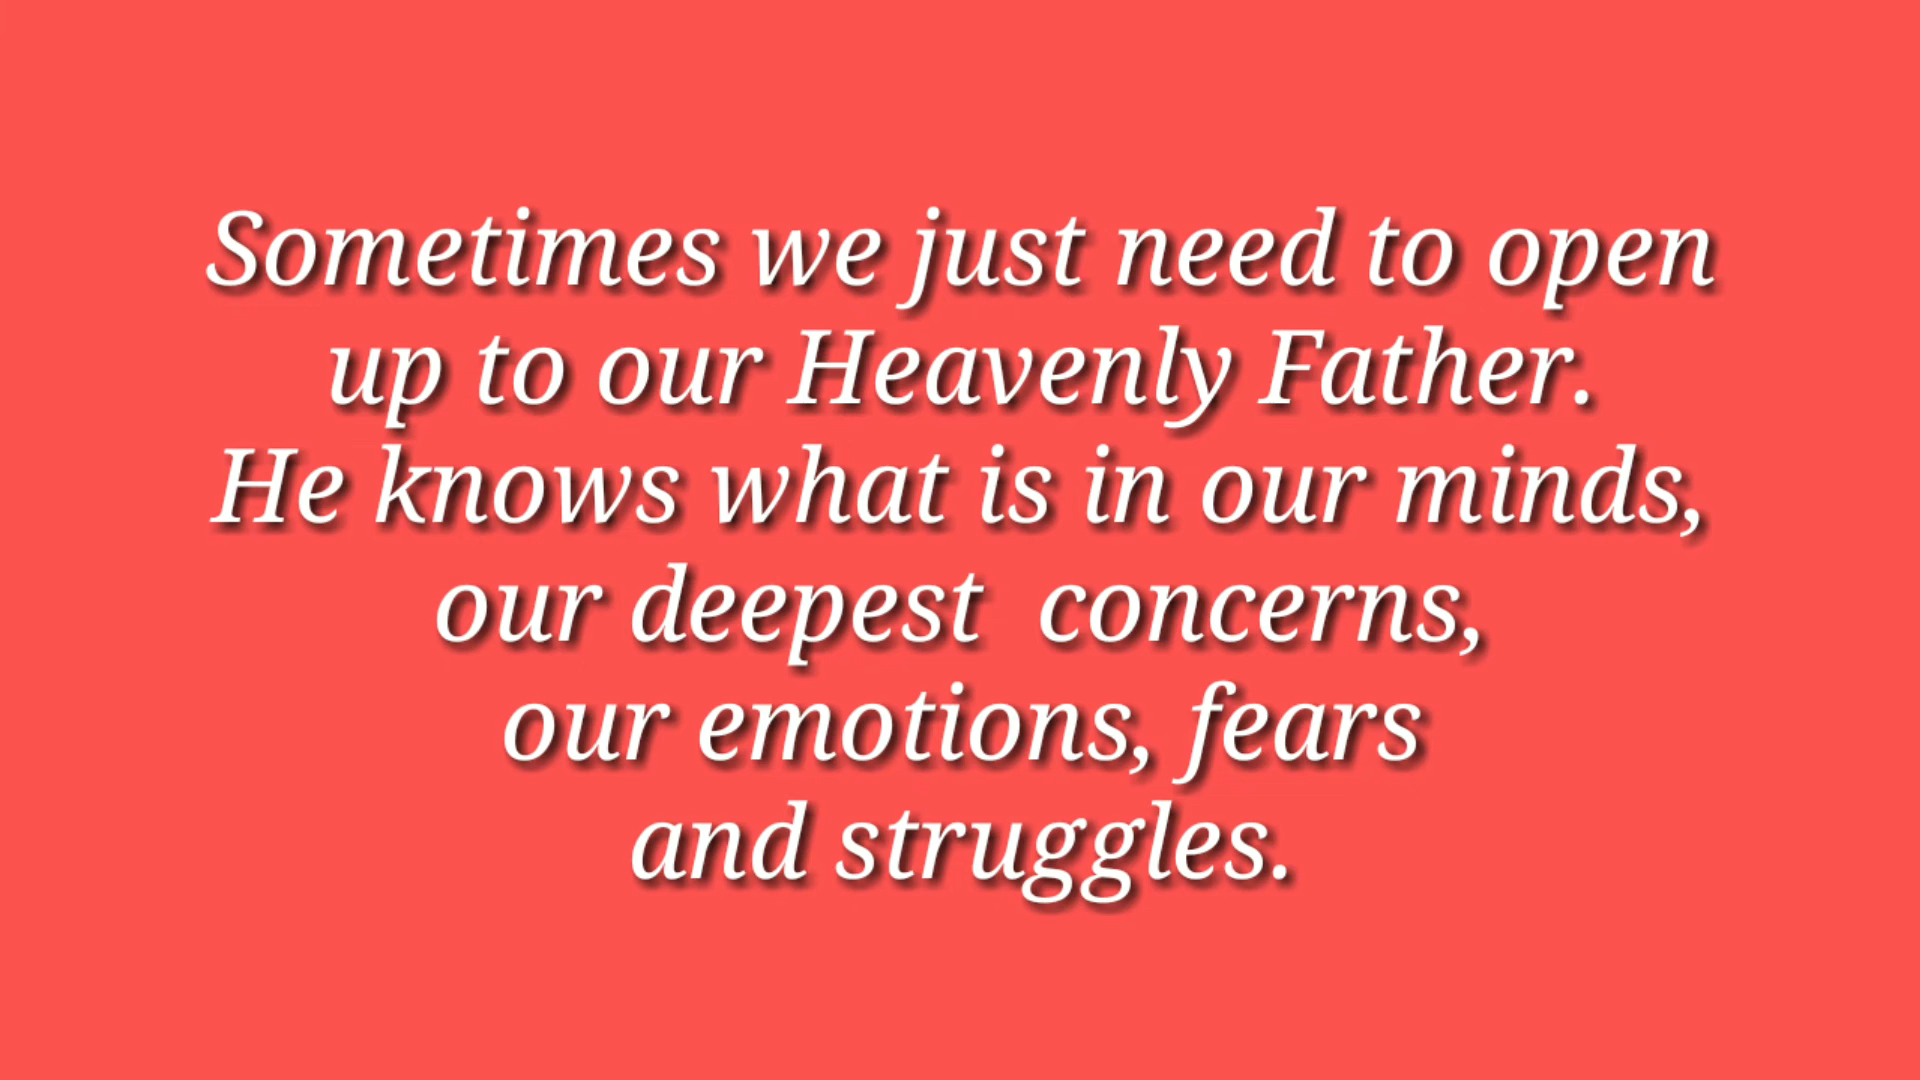 Sometimes we just need to open
up to our Heavenly Father.
He knows what is in our minds,
our deepest  concerns,
our emotions, fears
and struggles.